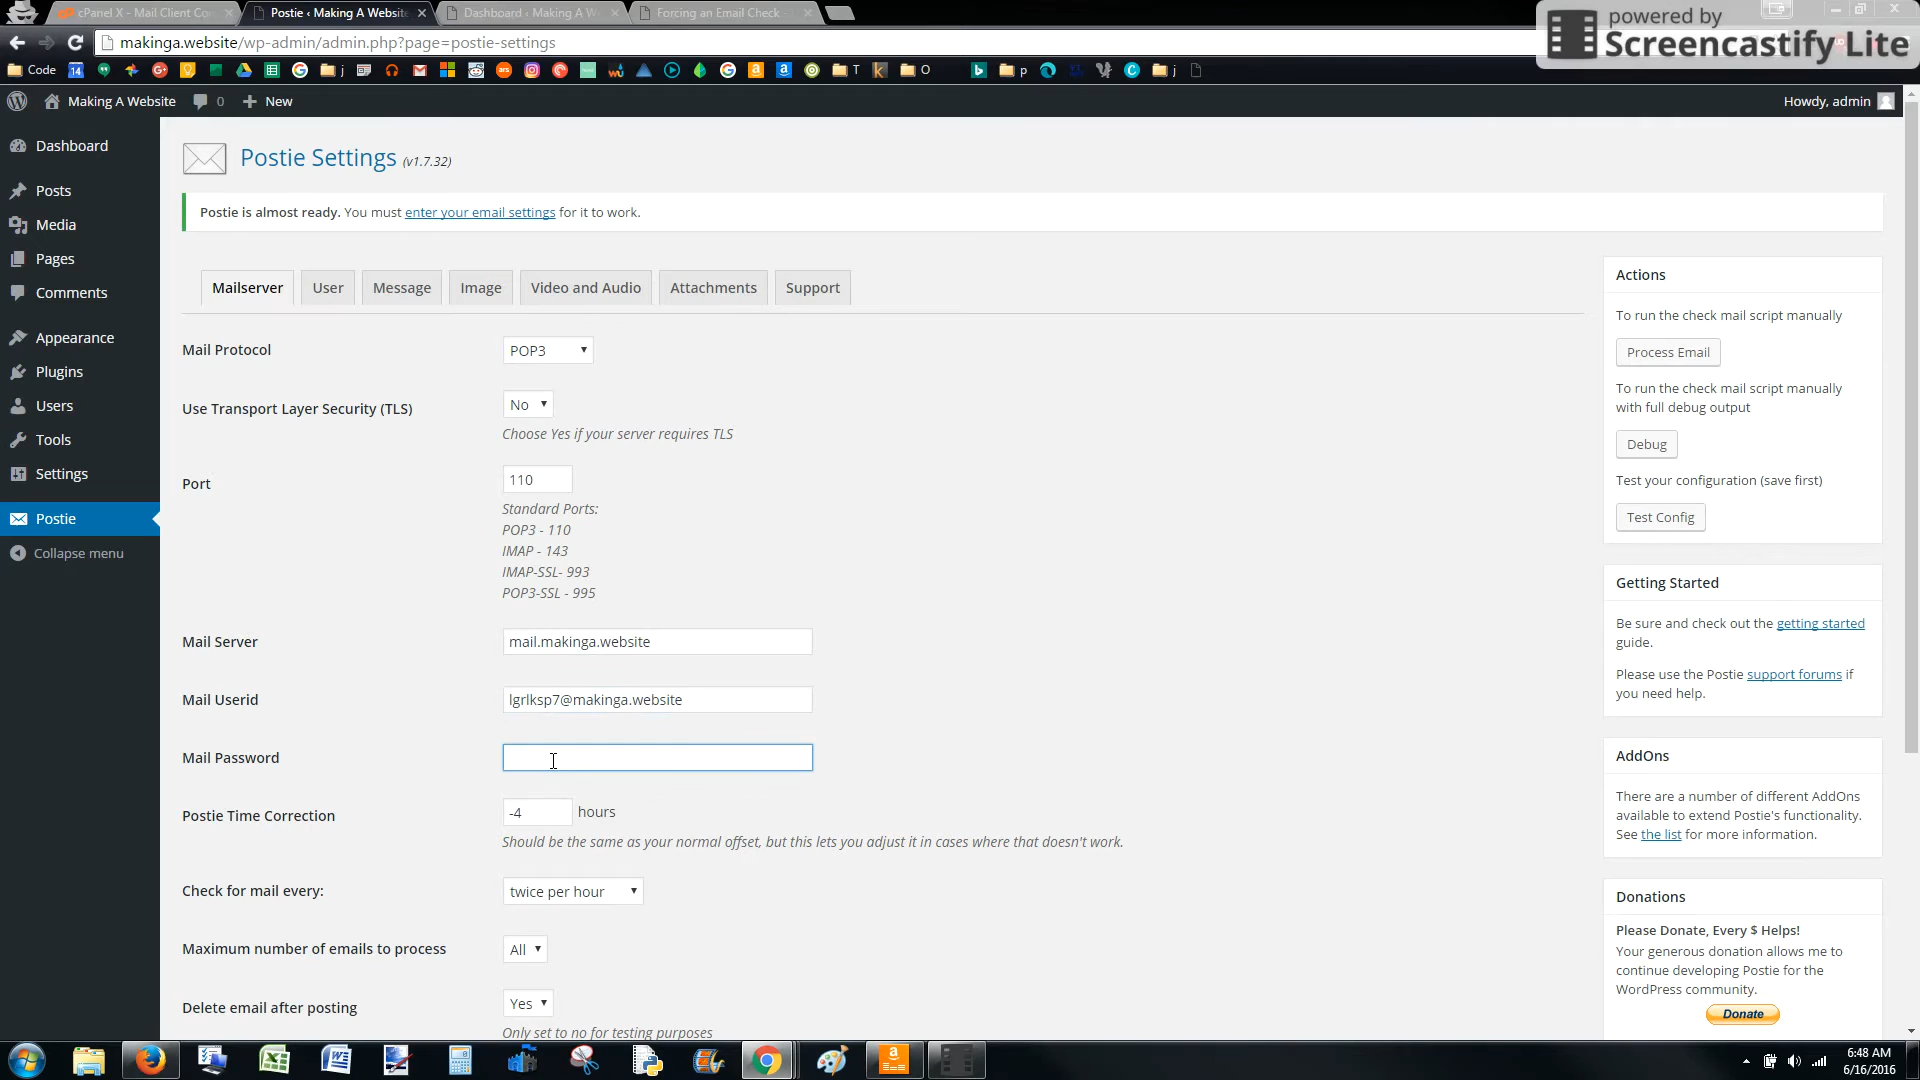 cPanel X - Mail Client Co
Postie ‹ Making A Website
Dashboard ‹ Making A W
Forcing an Email Check
powered by
Screencastify Lite
makinga.website/wp-admin/admin.php?page=postie-settings
Code
14
j
T
O
p
j
Making A Website
0
New
Howdy, admin
Dashboard
Posts
Media
Pages
Comments
Appearance
Plugins
Users
Tools
Settings
Postie
Collapse menu
Postie Settings (v1.7.32)
Postie is almost ready. You must enter your email settings for it to work.
Mailserver
User
Message
Image
Video and Audio
Attachments
Support
Mail Protocol
POP3
Use Transport Layer Security (TLS)
No
Choose Yes if your server requires TLS
Port
110
Standard Ports:
POP3 - 110
IMAP - 143
IMAP-SSL- 993
POP3-SSL - 995
Mail Server
mail.makinga.website
Mail Userid
lgrlksp7@makinga.website
Mail Password
Postie Time Correction
-4 hours
Should be the same as your normal offset, but this lets you adjust it in cases where that doesn't work.
Check for mail every:
twice per hour
Maximum number of emails to process
All
Delete email after posting
Yes
Only set to no for testing purposes
Actions
To run the check mail script manually
Process Email
To run the check mail script manually
with full debug output
Debug
Test your configuration (save first)
Test Config
Getting Started
Be sure and check out the getting started
guide.
Please use the Postie support forums if
you need help.
AddOns
There are a number of different AddOns
available to extend Postie's functionality.
See the list for more information.
Donations
Please Donate, Every $ Helps!
Your generous donation allows me to
continue developing Postie for the
WordPress community.
Donate
6:48 AM
6/16/2016